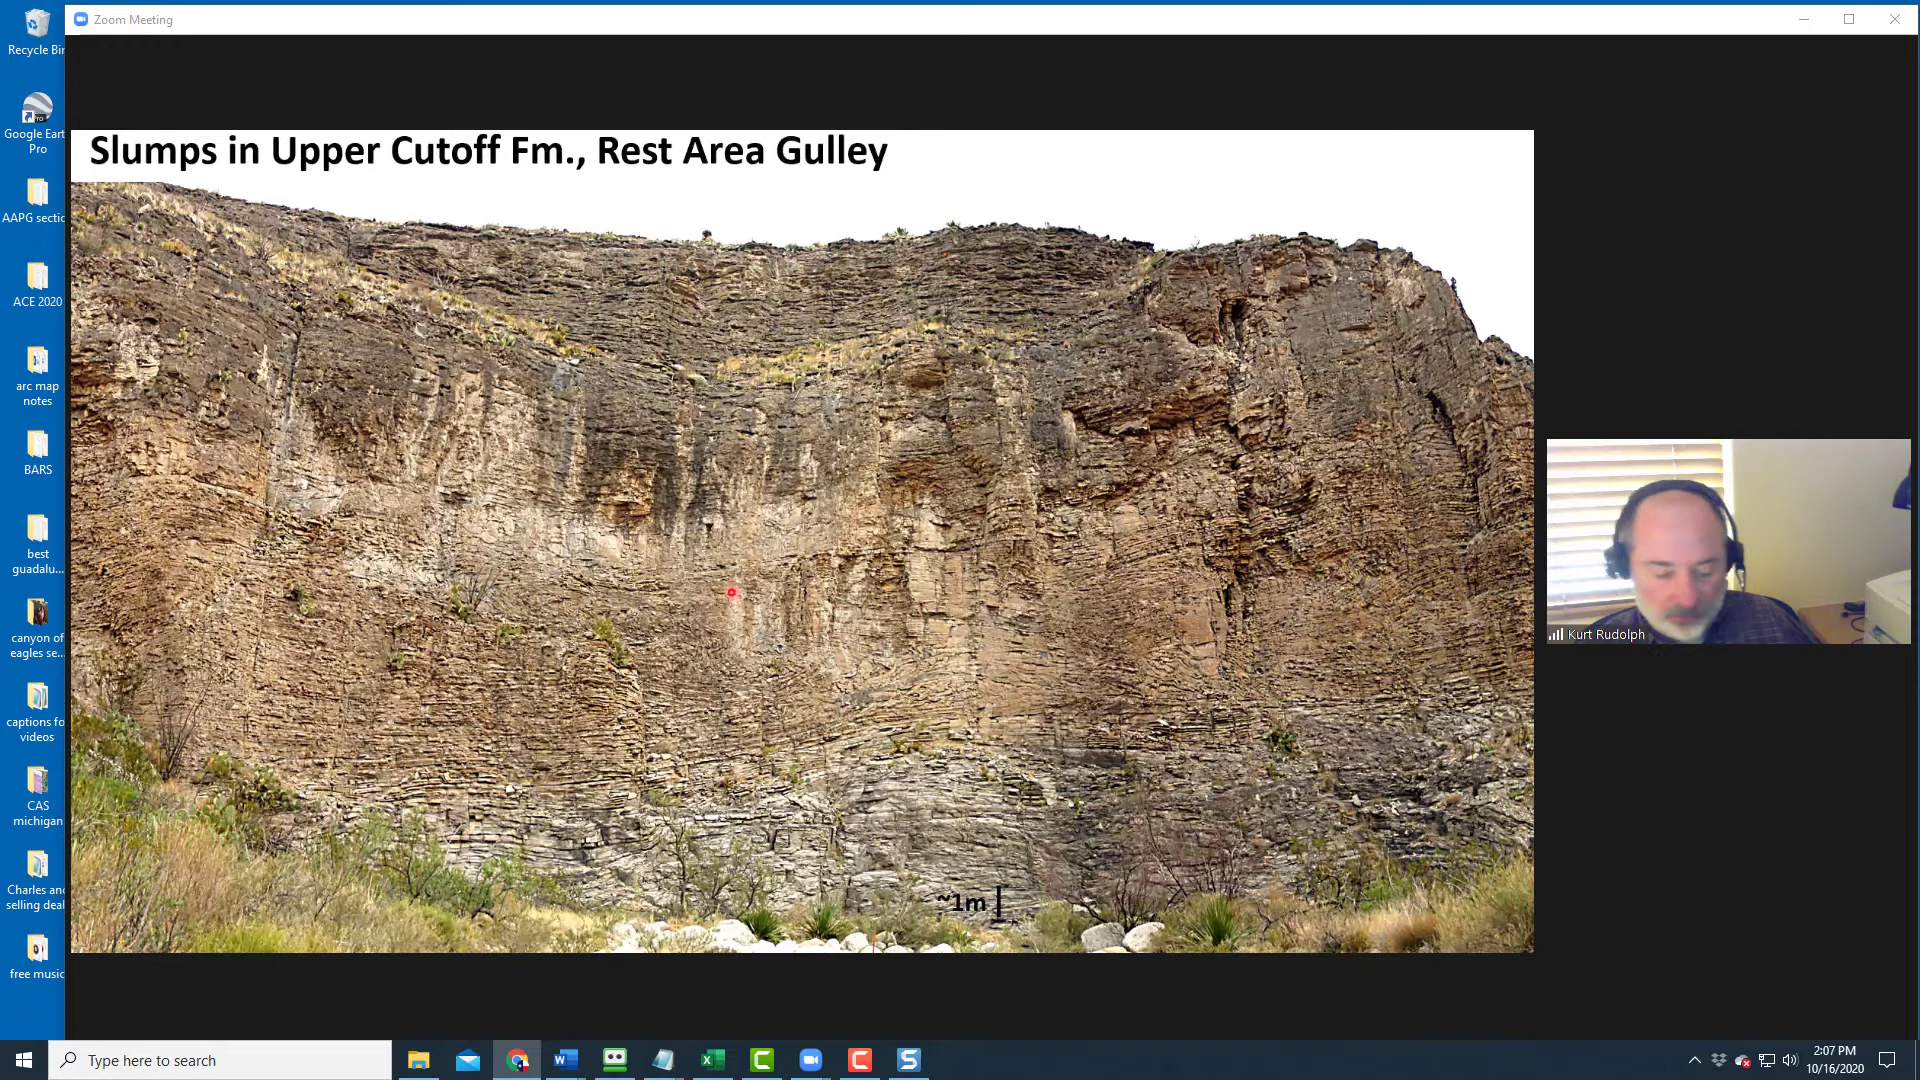 Zoom Meeting
Recycle Bin
Google Eart
Pro
AAPG sectio
ACE 2020
arc map
notes
BARS
best
guadalu...
canyon of
eagles se...
captions fo
videos
CAS
michigan
Charles and
selling deal
free music
Slumps in Upper Cutoff Fm., Rest Area Gulley
~1m
Kurt Rudolph
Type here to search
2:07 PM
10/16/2020